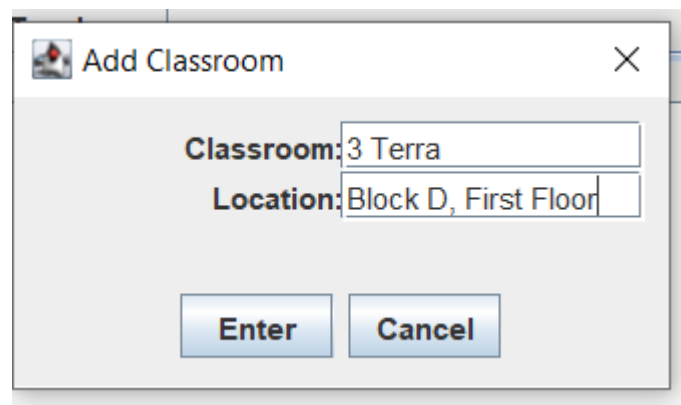 Add Classroom
Classroom: 3 Terra
Location: Block D, First Floor
Enter Cancel